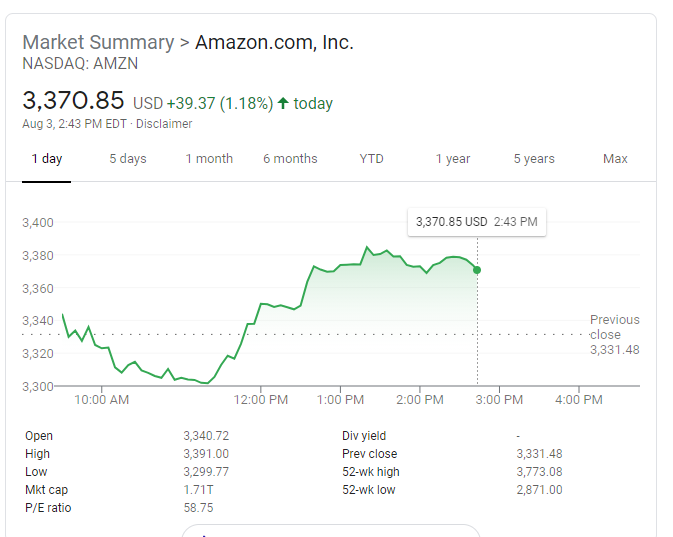 Market Summary > Amazon.com, Inc.
NASDAQ: AMZN
3,370.85 USD +39.37 (1.18%) ↑ today
Aug 3, 2:43 PM EDT · Disclaimer
1 day 5 days 1 month 6 months YTD 1 year 5 years Max
3,370.85 USD 2:43 PM
3,400
3,380
3,360
3,340
3,320
3,300
Previous
close
3,331.48
10:00 AM 12:00 PM 1:00 PM 2:00 PM 3:00 PM 4:00 PM
Open 3,340.72 Div yield -
High 3,391.00 Prev close 3,331.48
Low 3,299.77 52-wk high 3,773.08
Mkt cap 1.71T 52-wk low 2,871.00
P/E ratio 58.75